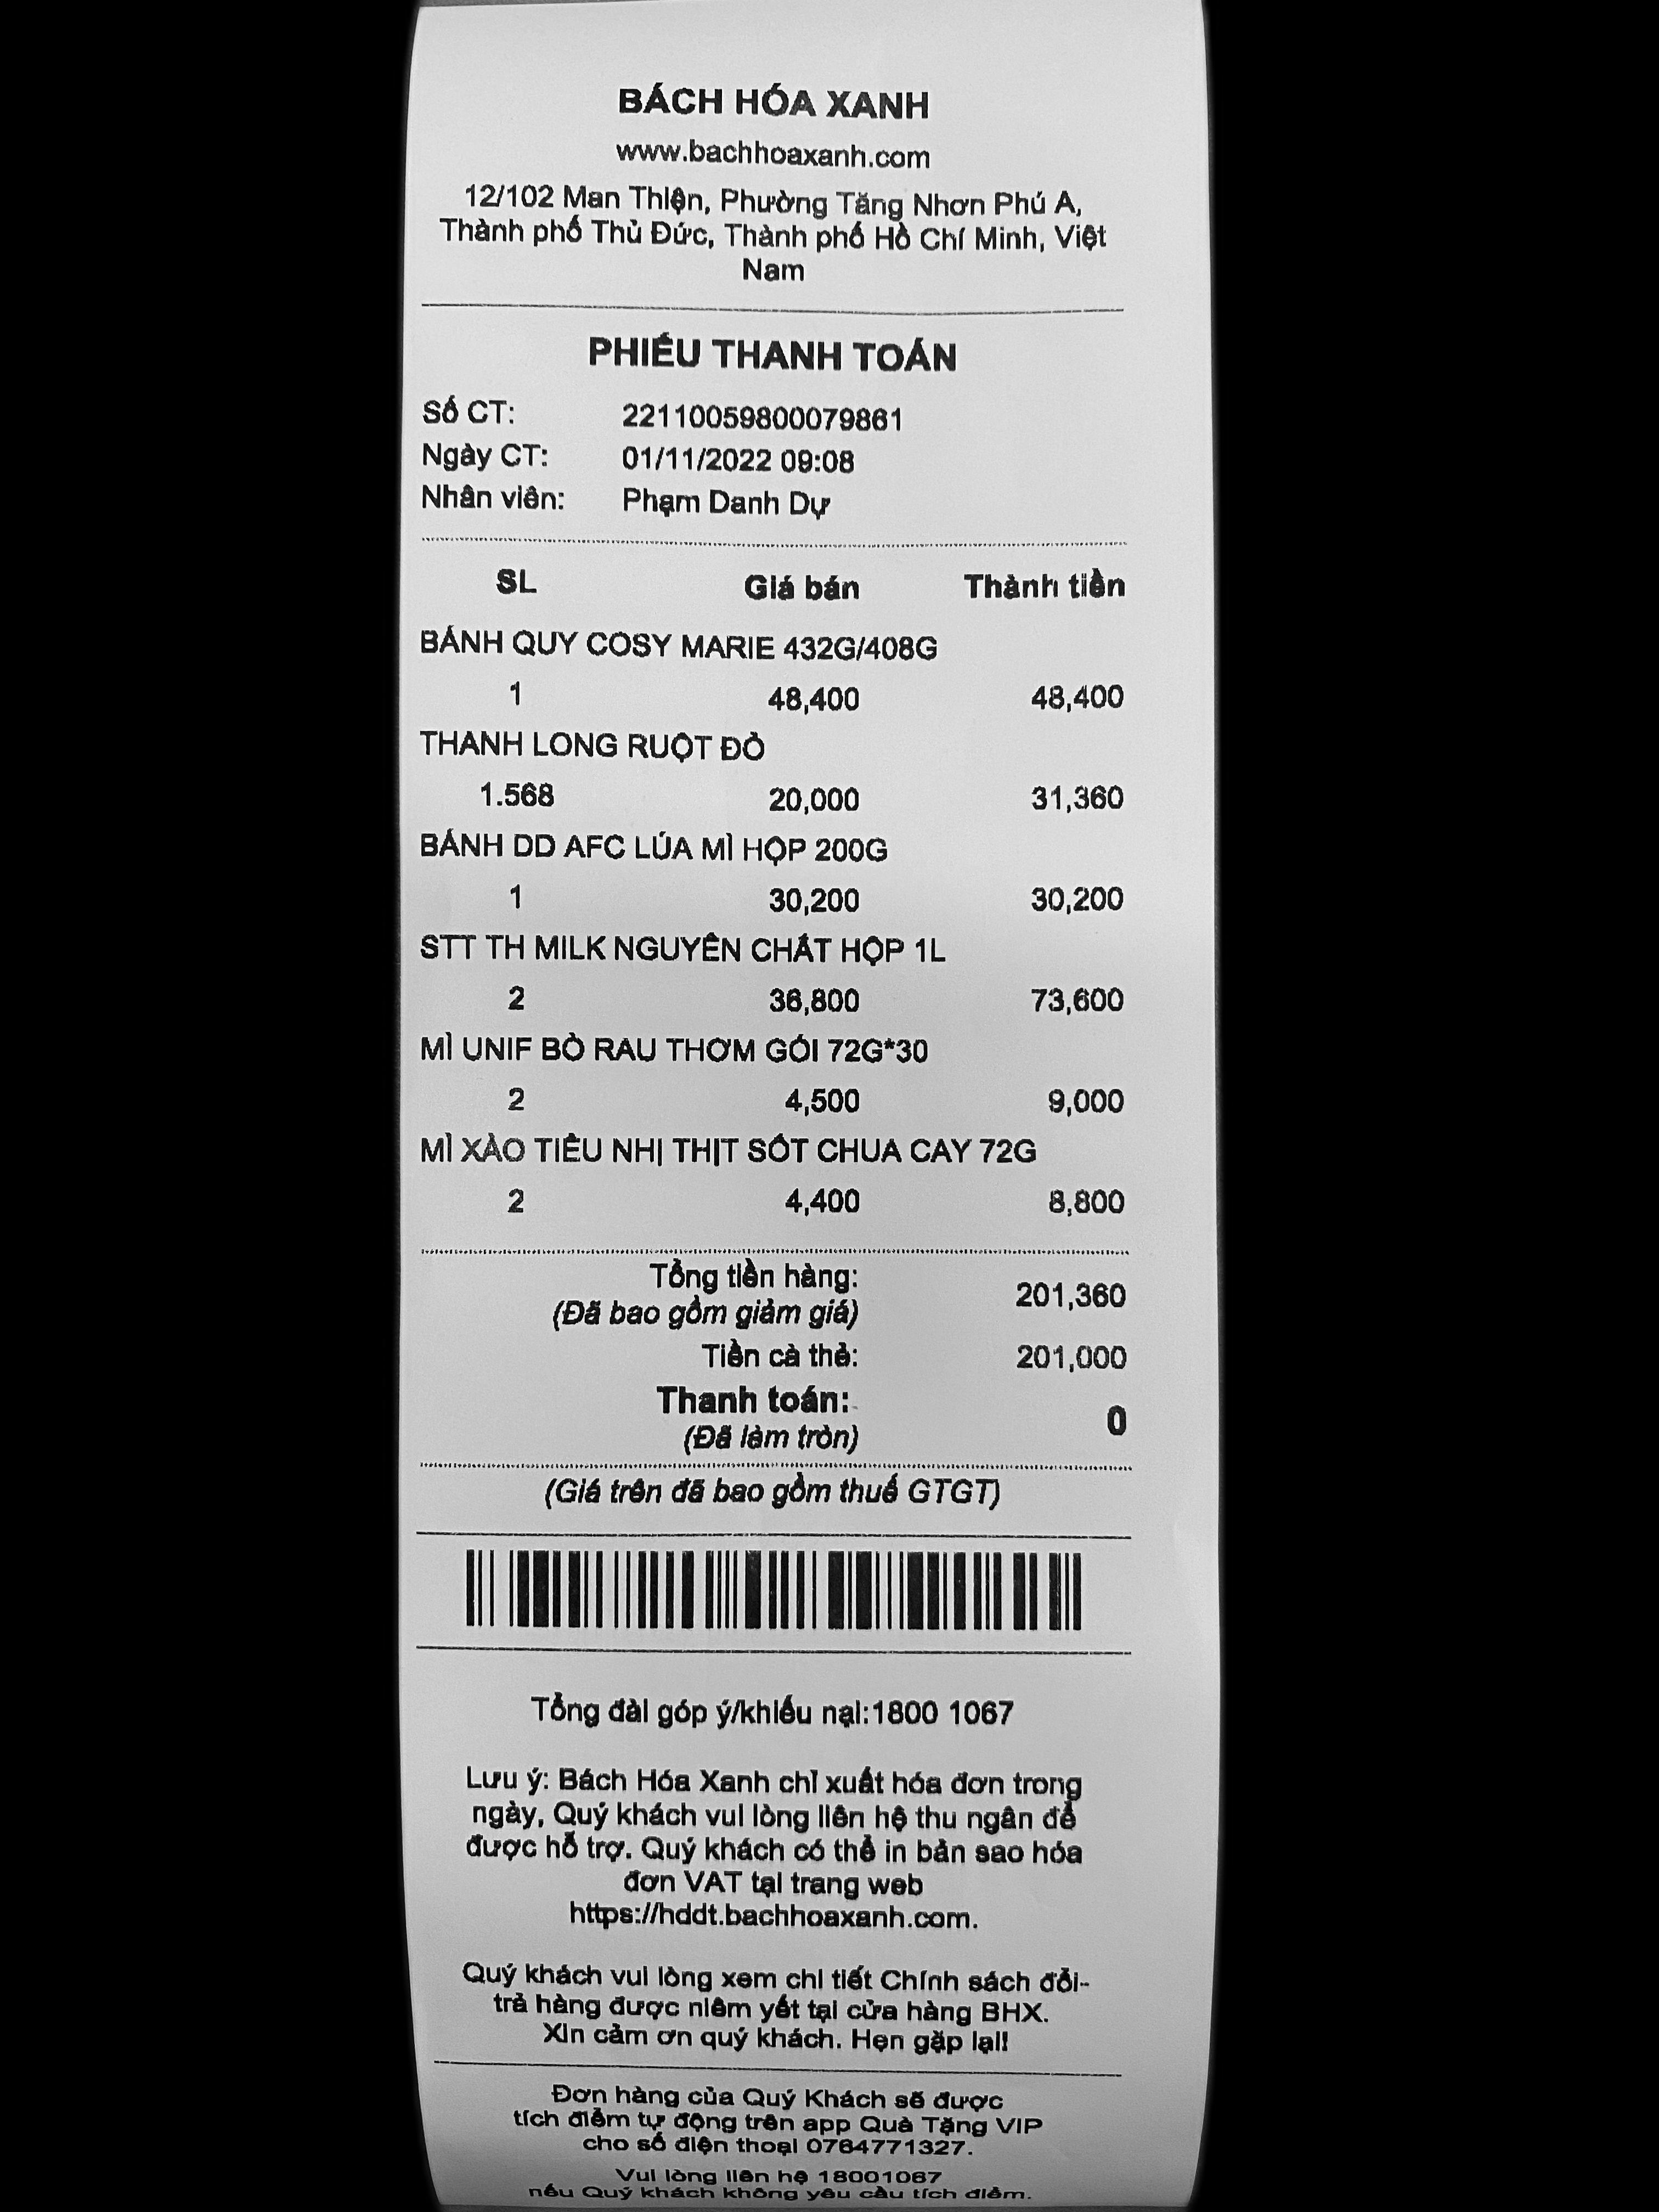 BÁCH HÓA XANH
www.bachhoaxanh.com
12/102 Man Thiện, Phường Tăng Nhơn Phú A,
Thành phố Thủ Đức, Thành phố Hồ Chí Minh, Việt
Nam
PHIẾU THANH TOÁN
Số CT: 22110059800079861
Ngày CT: 01/11/2022 09:08
Nhân viên: Phạm Danh Dự
SL Giá bán Thành tiền
BÁNH QUY COSY MARIE 432G/408G
1 48,400 48,400
THANH LONG RUỘT ĐỎ
1.568 20,000 31,360
BÁNH DD AFC LÚA MÌ HỘP 200G
1 30,200 30,200
STT TH MILK NGUYÊN CHẤT HỘP 1L
2 36,800 73,600
MÌ UNIF BÒ RAU THƠM GÓI 72G*30
2 4,500 9,000
MÌ XÀO TIẾU NHỊ THỊT SỐT CHUA CAY 72G
2 4,400 8,800
Tổng tiền hàng: 201,360
(Đã bao gồm giảm giá)
Tiền cà thẻ: 201,000
Thanh toán: 0
(Đã làm tròn)
(Giá trên đã bao gồm thuế GTGT)
Tổng đài góp ý/khiếu nại:1800 1067
Lưu ý: Bách Hóa Xanh chỉ xuất hóa đơn trong
ngày, Quý khách vui lòng liên hệ thu ngân để
được hỗ trợ. Quý khách có thể in bản sao hóa
đơn VAT tại trang web
https://hddt.bachhoaxanh.com.
Quý khách vui lòng xem chi tiết Chính sách đổi-
trả hàng được niêm yết tại cửa hàng BHX.
Xin cảm ơn quý khách. Hẹn gặp lại!
Đơn hàng của Quý Khách sẽ được
tích điểm tự động trên app Quà Tặng VIP
cho số điện thoại 0764771327.
Vui lòng liên hệ 18001067
nếu Quý khách không yêu cầu tích điểm.